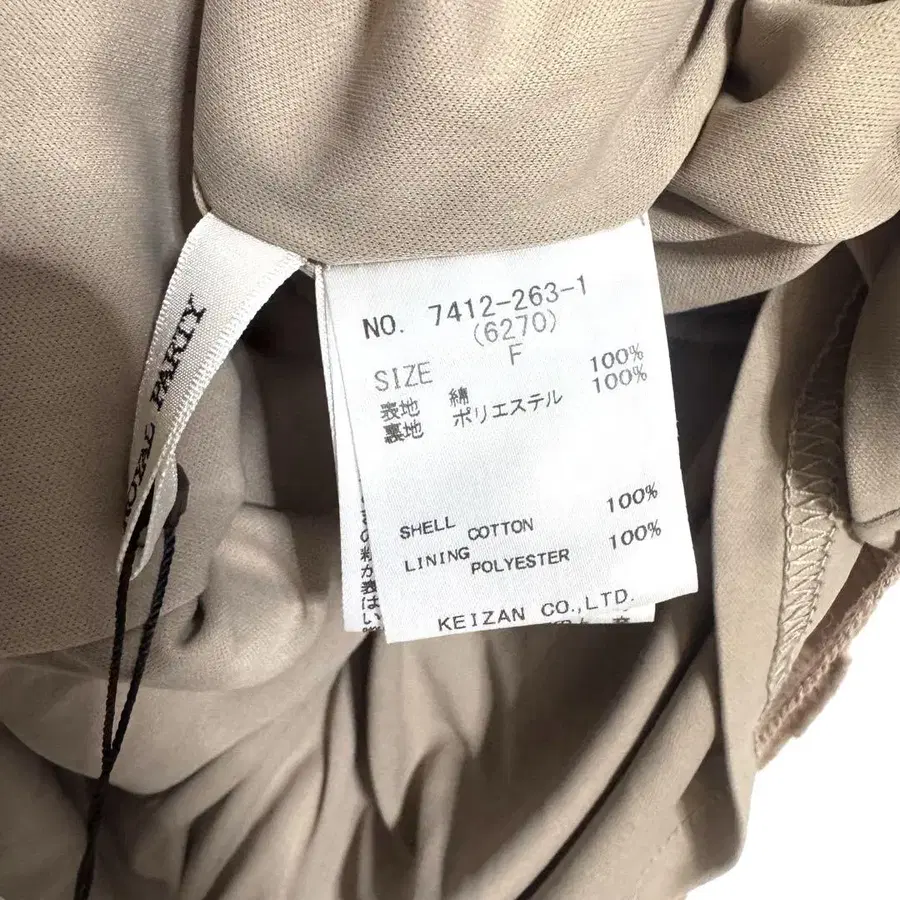 ROYAL PARTY
NO. 7412-263-1
(6270)
SIZE F
表地 綿 100%
裏地 ポリエステル 100%
SHELL COTTON 100%
LINING POLYESTER 100%
KEIZAN CO.,LTD.